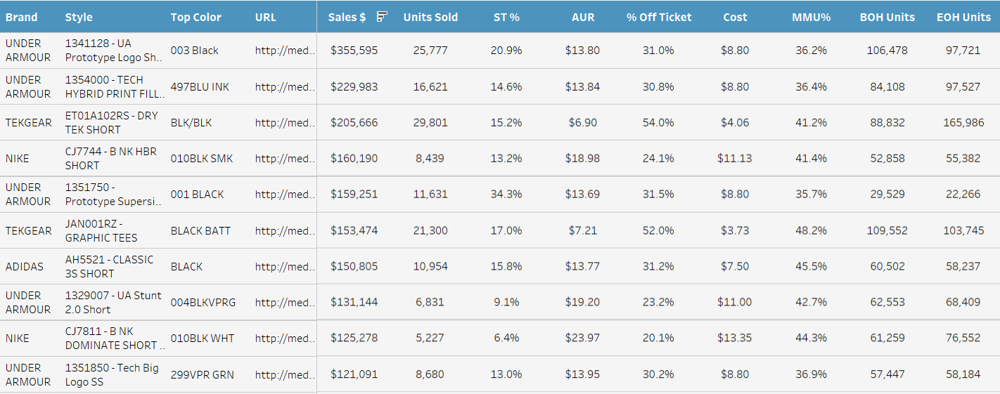 Brand Style Top Color URL Sales $ Units Sold ST % AUR % Off Ticket Cost MMU% BOH Units EOH Units
UNDER ARMOUR 1341128 - UA Prototype Logo Sh.. 003 Black http://med.. $355,595 25,777 20.9% $13.80 31.0% $8.80 36.2% 106,478 97,721
UNDER ARMOUR 1354000 - TECH HYBRID PRINT FILL.. 497BLU INK http://med.. $229,983 16,621 14.6% $13.84 30.8% $8.80 36.4% 84,108 97,527
TEKGEAR ET01A102RS - DRY TEK SHORT BLK/BLK http://med.. $205,666 29,801 15.2% $6.90 54.0% $4.06 41.2% 88,832 165,986
NIKE CJ7744 - B NK HBR SHORT 010BLK SMK http://med.. $160,190 8,439 13.2% $18.98 24.1% $11.13 41.4% 52,858 55,382
UNDER ARMOUR 1351750 - Prototype Supersi.. 001 BLACK http://med.. $159,251 11,631 34.3% $13.69 31.5% $8.80 35.7% 29,529 22,266
TEKGEAR JAN001RZ - GRAPHIC TEES BLACK BATT http://med.. $153,474 21,300 17.0% $7.21 52.0% $3.73 48.2% 109,552 103,745
ADIDAS AH5521 - CLASSIC 3S SHORT BLACK http://med.. $150,805 10,954 15.8% $13.77 31.2% $7.50 45.5% 60,502 58,237
UNDER ARMOUR 1329007 - UA Stunt 2.0 Short 004BLKVPRG http://med.. $131,144 6,831 9.1% $19.20 23.2% $11.00 42.7% 62,553 68,409
NIKE CJ7811 - B NK DOMINATE SHORT .. 010BLK WHT http://med.. $125,278 5,227 6.4% $23.97 20.1% $13.35 44.3% 61,259 76,552
UNDER ARMOUR 1351850 - Tech Big Logo SS 299VPR GRN http://med.. $121,091 8,680 13.0% $13.95 30.2% $8.80 36.9% 57,447 58,184